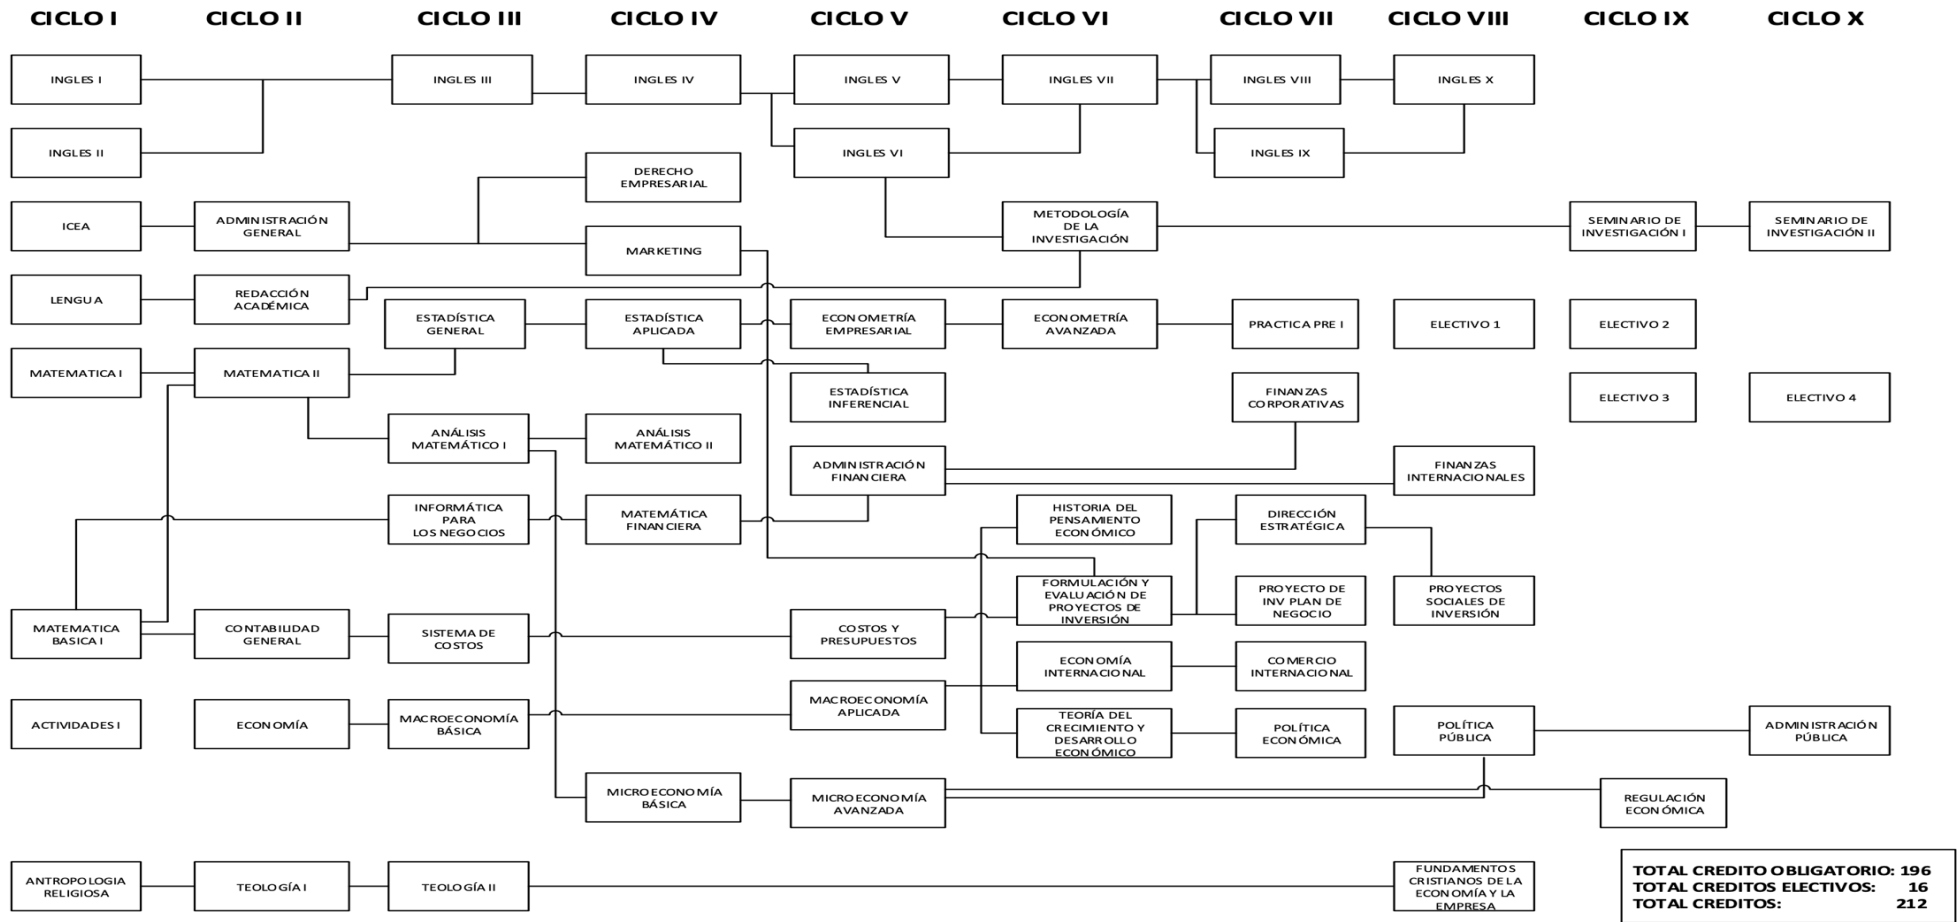 CICLO I CICLO II CICLO III CICLO IV CICLO V CICLO VI CICLO VII CICLO VIII CICLO IX CICLO X
INGLES I
INGLES III
INGLES IV
INGLES V
INGLES VII
INGLES VIII
INGLES X
INGLES II
INGLES VI
INGLES IX
DERECHO
EMPRESARIAL
ICEA
ADMINISTRACIÓN
GENERAL
METODOLOGÍA
DE LA
INVESTIGACIÓN
SEMINARIO DE
INVESTIGACIÓN I
SEMINARIO DE
INVESTIGACIÓN II
MARKETING
LENGUA
REDACCIÓN
ACADÉMICA
ESTADÍSTICA
GENERAL
ESTADÍSTICA
APLICADA
ECONOMETRÍA
EMPRESARIAL
ECONOMETRÍA
AVANZADA
PRACTICA PRE I
ELECTIVO 1
ELECTIVO 2
MATEMATICA I
MATEMATICA II
ESTADÍSTICA
INFERENCIAL
FINANZAS
CORPORATIVAS
ELECTIVO 3
ELECTIVO 4
ANÁLISIS
MATEMÁTICO I
ANÁLISIS
MATEMÁTICO II
ADMINISTRACIÓN
FINANCIERA
FINANZAS
INTERNACIONALES
INFORMÁTICA
PARA
LOS NEGOCIOS
MATEMÁTICA
FINANCIERA
HISTORIA DEL
PENSAMIENTO
ECONÓMICO
DIRECCIÓN
ESTRATÉGICA
FORMULACIÓN Y
EVALUACIÓN DE
PROYECTOS DE
INVERSIÓN
PROYECTO DE
INV PLAN DE
NEGOCIO
PROYECTOS
SOCIALES DE
INVERSIÓN
MATEMATICA
BASICA I
CONTABILIDAD
GENERAL
SISTEMA DE
COSTOS
COSTOS Y
PRESUPUESTOS
ECONOMÍA
INTERNACIONAL
COMERCIO
INTERNACIONAL
ACTIVIDADES I
ECONOMÍA
MACROECONOMÍA
BÁSICA
MACROECONOMÍA
APLICADA
TEORÍA DEL
CRECIMIENTO Y
DESARROLLO
ECONÓMICO
POLÍTICA
ECONÓMICA
POLÍTICA
PÚBLICA
ADMINISTRACIÓN
PÚBLICA
MICROECONOMÍA
BÁSICA
MICROECONOMÍA
AVANZADA
REGULACIÓN
ECONÓMICA
ANTROPOLOGIA
RELIGIOSA
TEOLOGÍA I
TEOLOGÍA II
FUNDAMENTOS
CRISTIANOS DE LA
ECONOMÍA Y LA
EMPRESA
TOTAL CREDITO OBLIGATORIO: 196
TOTAL CREDITOS ELECTIVOS: 16
TOTAL CREDITOS: 212